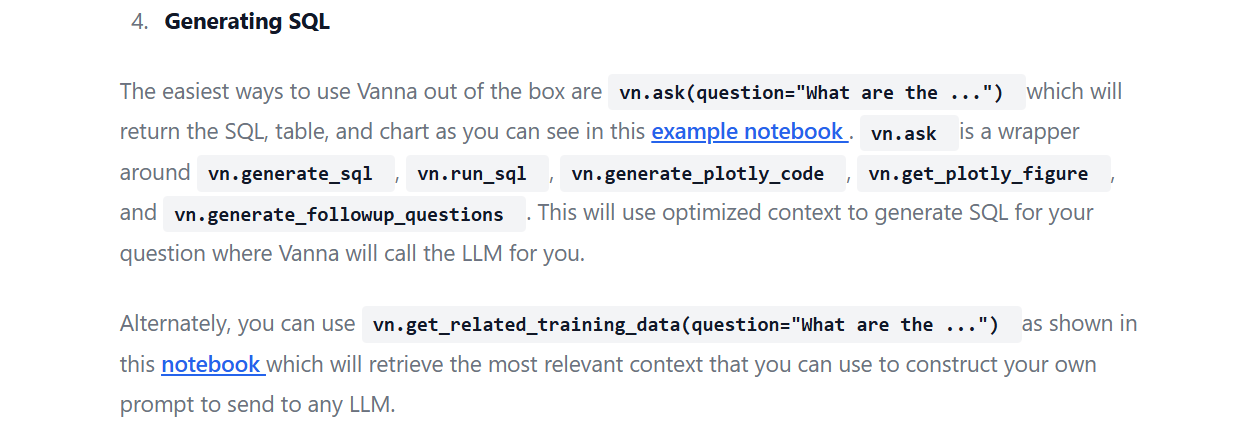 4. Generating SQL
The easiest ways to use Vanna out of the box are vn.ask(question="What are the ...") which will
return the SQL, table, and chart as you can see in this example notebook . vn.ask is a wrapper
around vn.generate_sql , vn.run_sql , vn.generate_plotly_code , vn.get_plotly_figure ,
and vn.generate_followup_questions . This will use optimized context to generate SQL for your
question where Vanna will call the LLM for you.
Alternately, you can use vn.get_related_training_data(question="What are the ...") as shown in
this notebook which will retrieve the most relevant context that you can use to construct your own
prompt to send to any LLM.